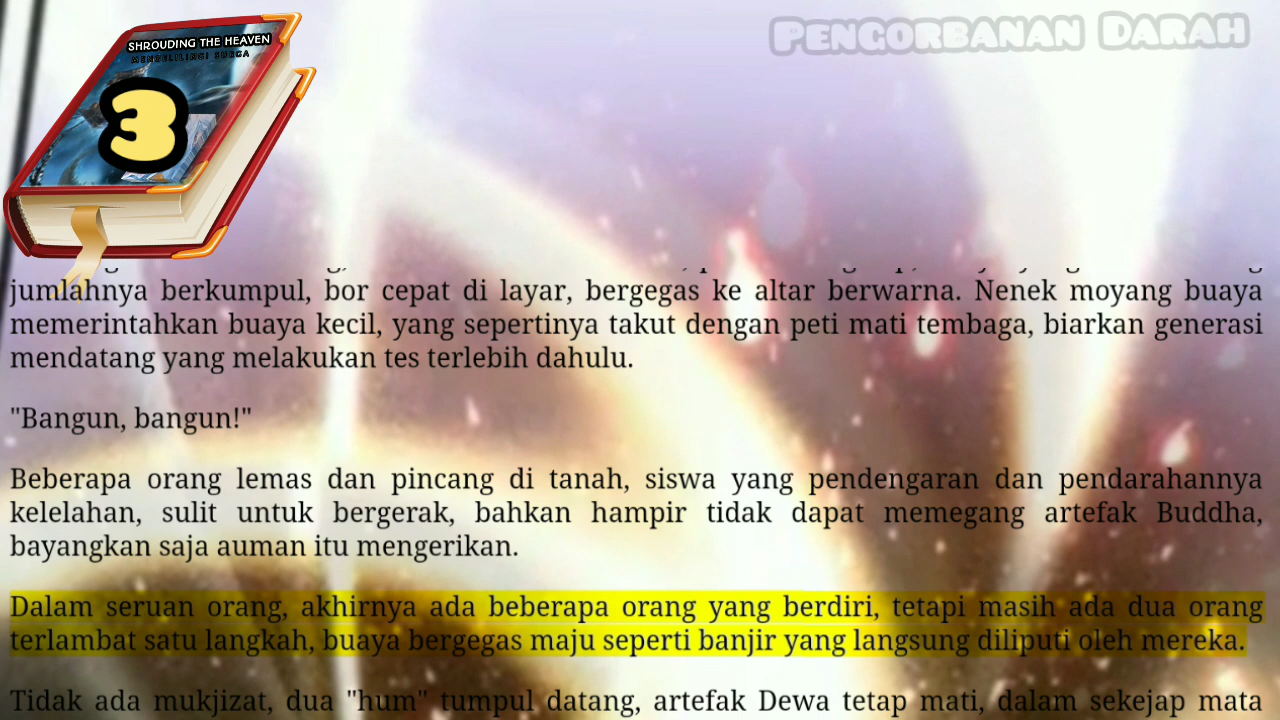 Pengorbanan Darah
SHROUDING THE HEAVEN
MENGELILINGI SURGA
3
jumlahnya berkumpul, bor cepat di layar, bergegas ke altar berwarna. Nenek moyang buaya
memerintahkan buaya kecil, yang sepertinya takut dengan peti mati tembaga, biarkan generasi
mendatang yang melakukan tes terlebih dahulu.
"Bangun, bangun!"
Beberapa orang lemas dan pincang di tanah, siswa yang pendengaran dan pendarahannya
kelelahan, sulit untuk bergerak, bahkan hampir tidak dapat memegang artefak Buddha,
bayangkan saja auman itu mengerikan.
Dalam seruan orang, akhirnya ada beberapa orang yang berdiri, tetapi masih ada dua orang
terlambat satu langkah, buaya bergegas maju seperti banjir yang langsung diliputi oleh mereka.
Tidak ada mukjizat, dua "hum" tumpul datang, artefak Dewa tetap mati, dalam sekejap mata